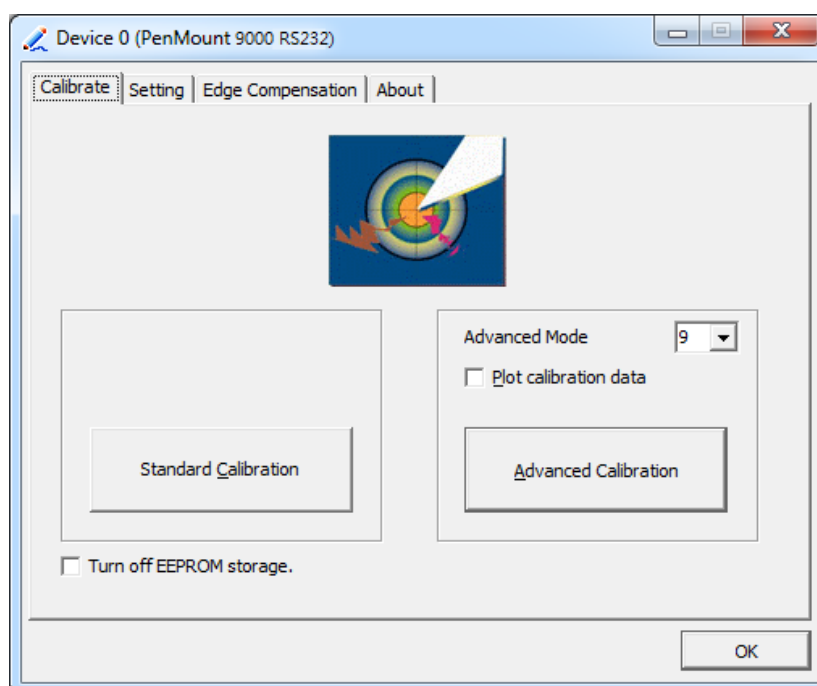 Device 0 (PenMount 9000 RS232)
Calibrate
Setting
Edge Compensation
About
Advanced Mode
9
Plot calibration data
Standard Calibration
Advanced Calibration
Turn off EEPROM storage.
OK